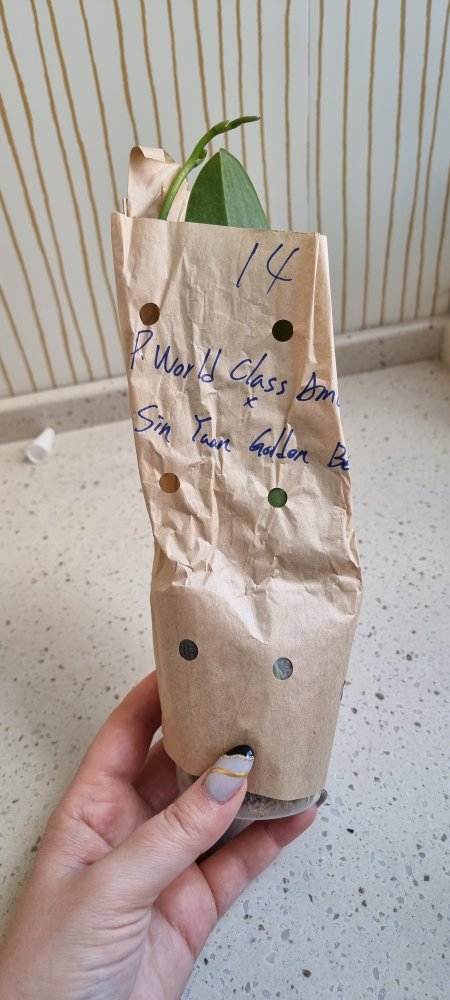 14
P. World Class
x
Sin Yuan Golden